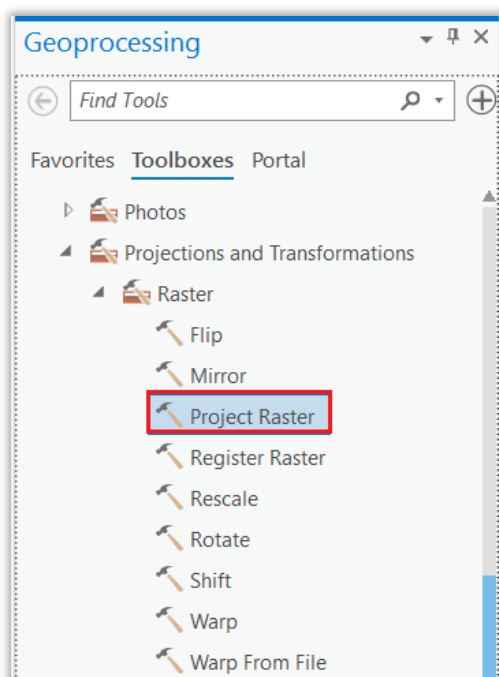 Geoprocessing
Find Tools
Favorites Toolboxes Portal
Photos
Projections and Transformations
Raster
Flip
Mirror
Project Raster
Register Raster
Rescale
Rotate
Shift
Warp
Warp From File